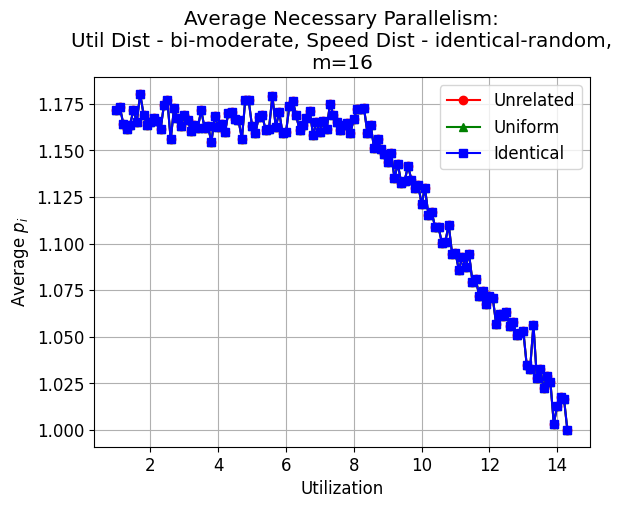 Average Necessary Parallelism:
Util Dist - bi-moderate, Speed Dist - identical-random,
m=16
Unrelated
Uniform
Identical
Average p_i
1.175
1.150
1.125
1.100
1.075
1.050
1.025
1.000
2 4 6 8 10 12 14
Utilization